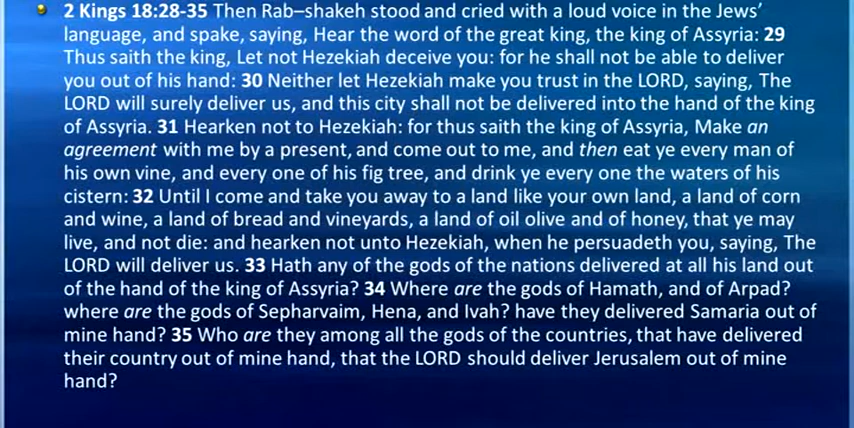 2 Kings 18:28-35 Then Rab–shakeh stood and cried with a loud voice in the Jews’
language, and spake, saying, Hear the word of the great king, the king of Assyria: 29
Thus saith the king, Let not Hezekiah deceive you: for he shall not be able to deliver
you out of his hand: 30 Neither let Hezekiah make you trust in the LORD, saying, The
LORD will surely deliver us, and this city shall not be delivered into the hand of the king
of Assyria. 31 Hearken not to Hezekiah: for thus saith the king of Assyria, Make an
agreement with me by a present, and come out to me, and then eat ye every man of
his own vine, and every one of his fig tree, and drink ye every one the waters of his
cistern: 32 Until I come and take you away to a land like your own land, a land of corn
and wine, a land of bread and vineyards, a land of oil olive and of honey, that ye may
live, and not die: and hearken not unto Hezekiah, when he persuadeth you, saying, The
LORD will deliver us. 33 Hath any of the gods of the nations delivered at all his land out
of the hand of the king of Assyria? 34 Where are the gods of Hamath, and of Arpad?
where are the gods of Sepharvaim, Hena, and Ivah? have they delivered Samaria out of
mine hand? 35 Who are they among all the gods of the countries, that have delivered
their country out of mine hand, that the LORD should deliver Jerusalem out of mine
hand?